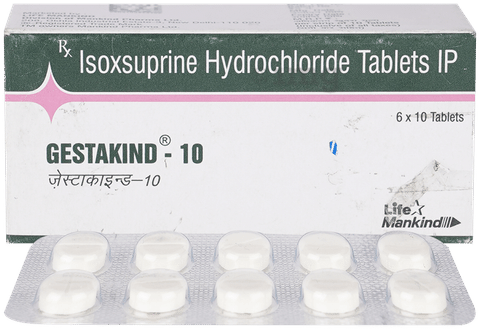 Rx Isoxsuprine Hydrochloride Tablets IP
6 x 10 Tablets
GESTAKIND® - 10
ज़ेस्टाकाइन्ड–10
Life
Mankind